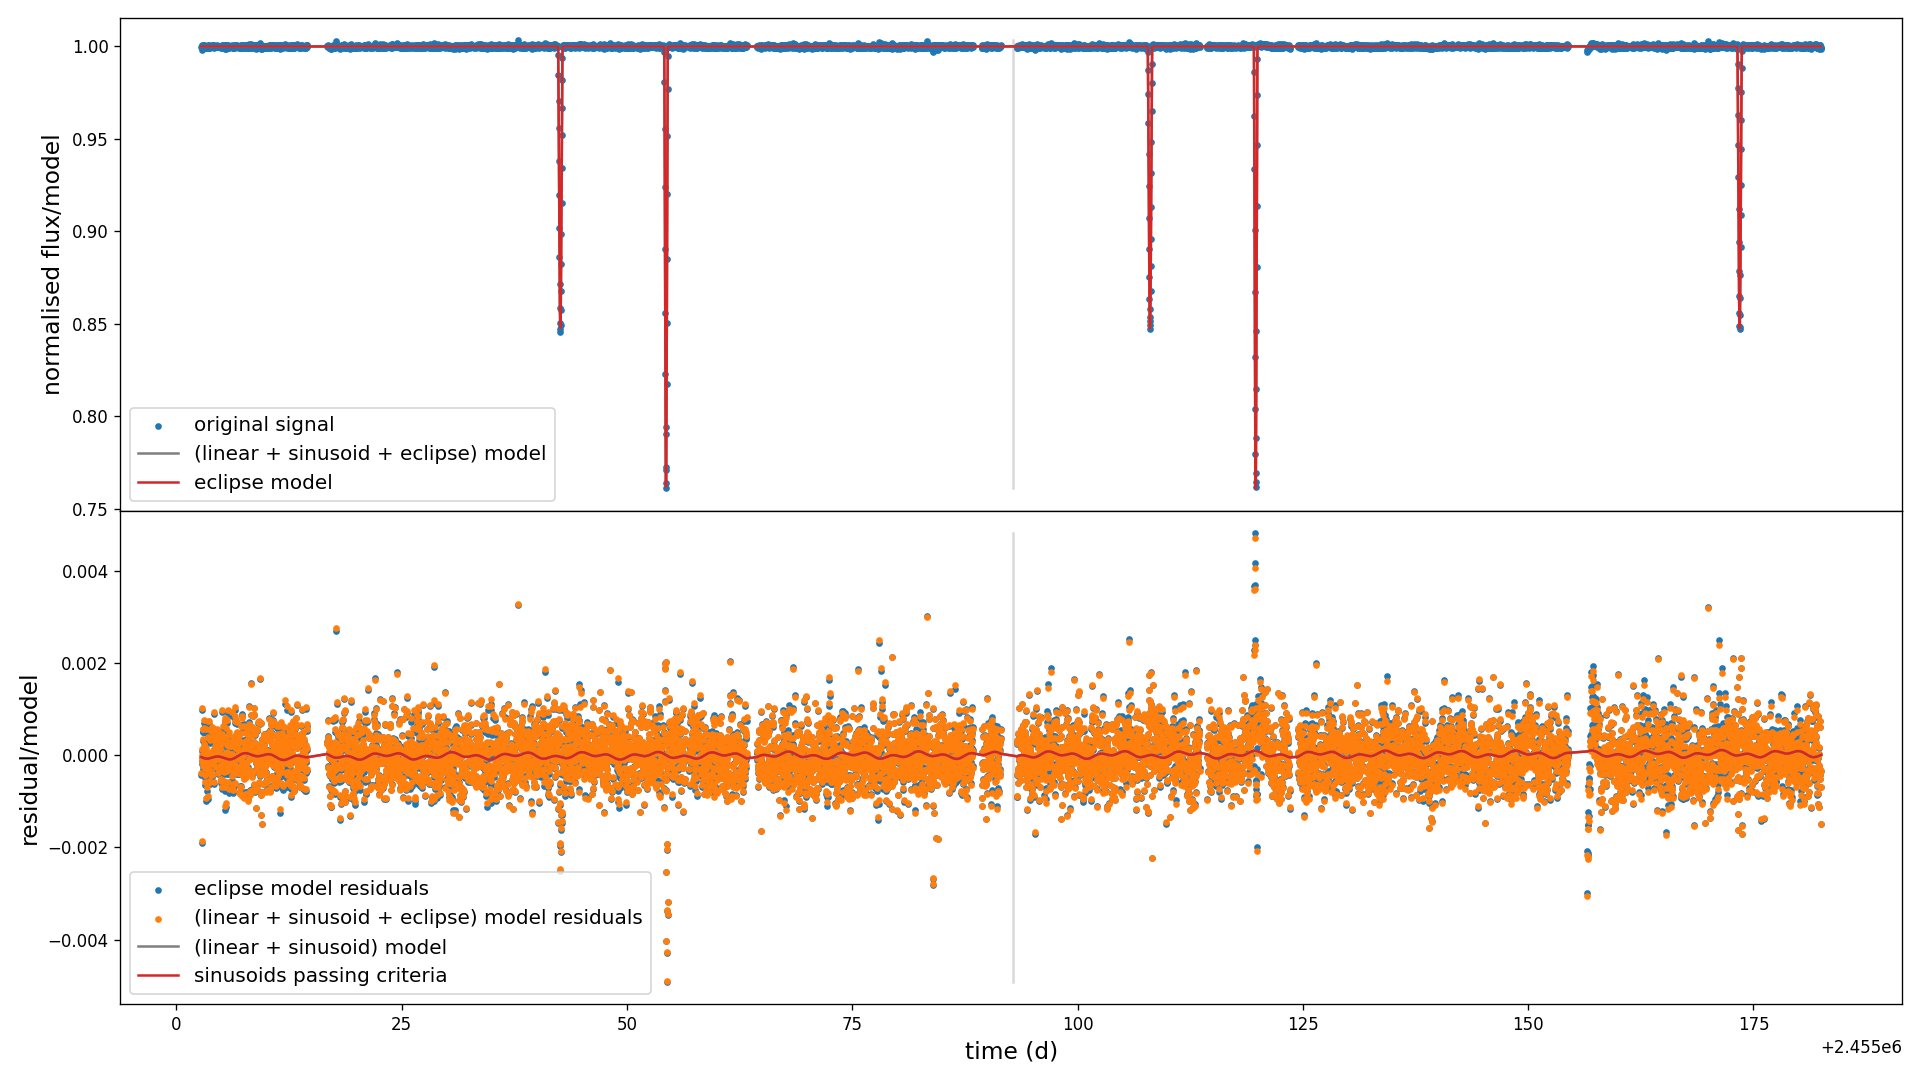 normalised flux/model
1.00
0.95
0.90
0.85
0.80
0.75
original signal
(linear + sinusoid + eclipse) model
eclipse model
residual/model
0.004
0.002
0.000
−0.002
−0.004
eclipse model residuals
(linear + sinusoid + eclipse) model residuals
(linear + sinusoid) model
sinusoids passing criteria
0
25
50
75
100
125
150
175
time (d)
+2.455e6